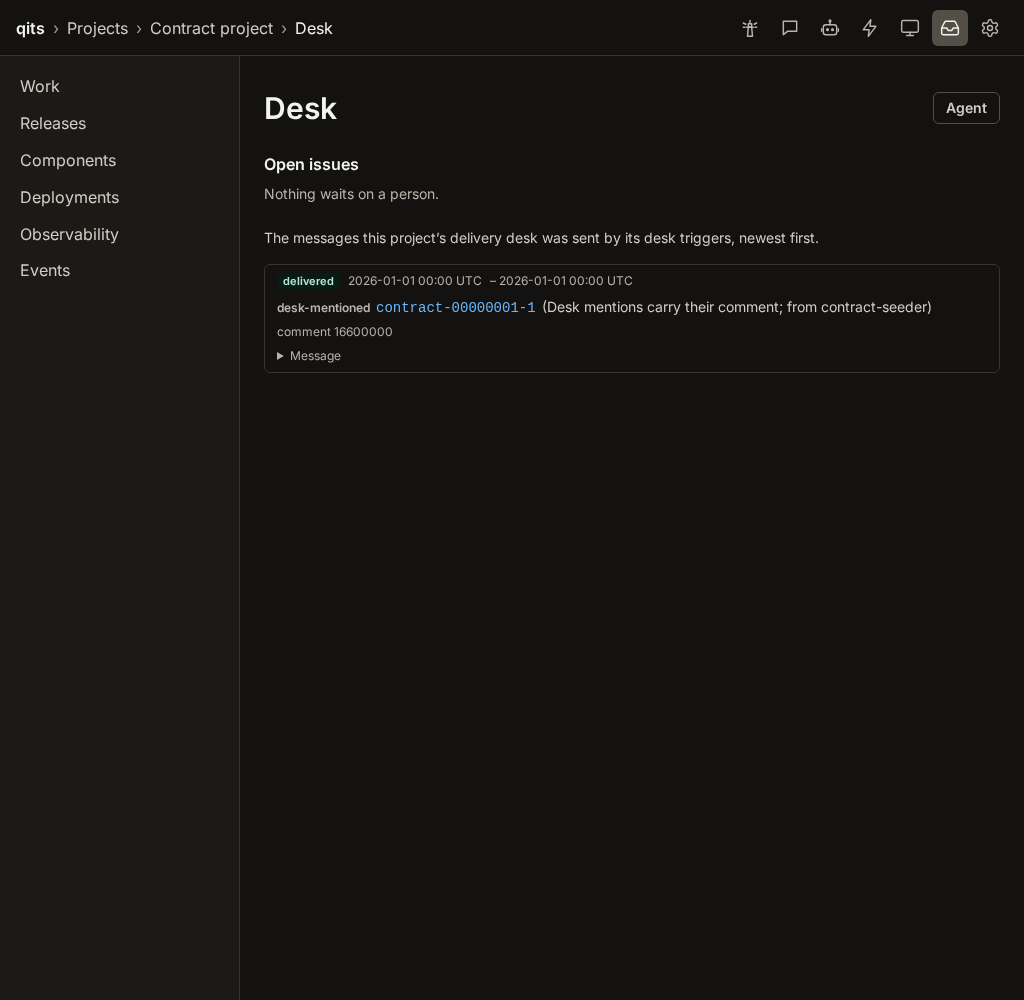 qits › Projects › Contract project › Desk
Work
Releases
Components
Deployments
Observability
Events
Desk
Agent
Open issues
Nothing waits on a person.
The messages this project’s delivery desk was sent by its desk triggers, newest first.
delivered 2026-01-01 00:00 UTC – 2026-01-01 00:00 UTC
desk-mentioned contract-00000001-1 (Desk mentions carry their comment; from contract-seeder)
comment 16600000
Message